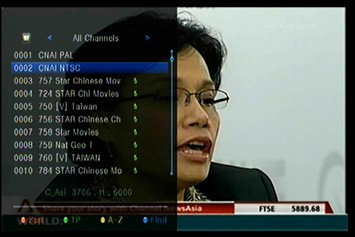 All Channels
0001 CNAI PAL
0002 CNAI NTSC
0003 757 Star Chinese Mov $
0004 724 STAR Chi Movies $
0005 750 [V] Taiwan $
0006 756 STAR Chinese Ch $
0007 758 Star Movies $
0008 759 Nat Geo T $
0009 760 [V] TAIWAN $
0010 784 STAR Chinese Mo $
C_Asi 3706 H 6000
Share your story with Channel NewsAsia
WORLD
FTSE 5889.68
TP
A-Z
Find